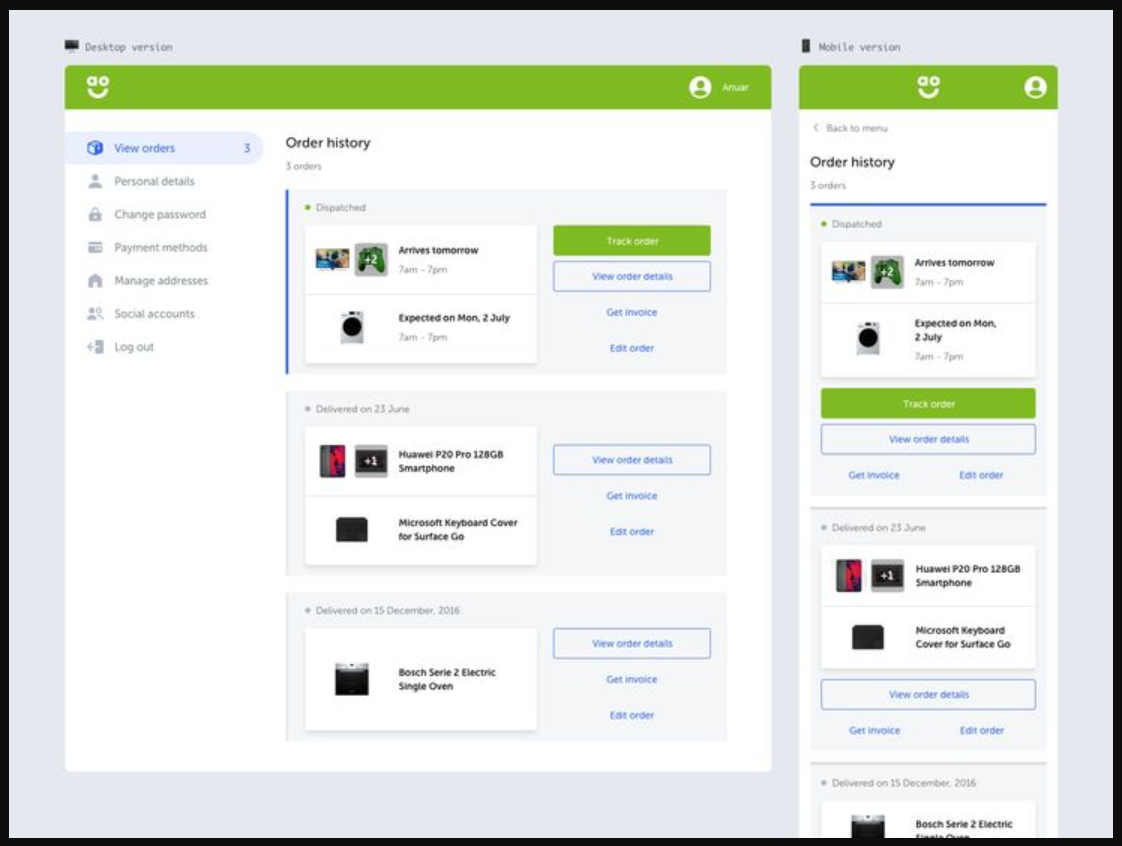 Desktop version
ao
Anuar
View orders 3
Personal details
Change password
Payment methods
Manage addresses
Social accounts
Log out
Order history
3 orders
Dispatched
+2
Arrives tomorrow
7am - 7pm
Expected on Mon, 2 July
7am - 7pm
Track order
View order details
Get invoice
Edit order
Delivered on 23 June
+1
Huawei P20 Pro 128GB
Smartphone
Microsoft Keyboard Cover
for Surface Go
View order details
Get invoice
Edit order
Delivered on 15 December, 2016
Bosch Serie 2 Electric
Single Oven
View order details
Get invoice
Edit order
Mobile version
ao
Back to menu
Order history
3 orders
Dispatched
+2
Arrives tomorrow
7am - 7pm
Expected on Mon,
2 July
7am - 7pm
Track order
View order details
Get invoice
Edit order
Delivered on 23 June
+1
Huawei P20 Pro 128GB
Smartphone
Microsoft Keyboard
Cover for Surface Go
View order details
Get invoice
Edit order
Delivered on 15 December, 2016
Bosch Serie 2 Electric
Single Oven